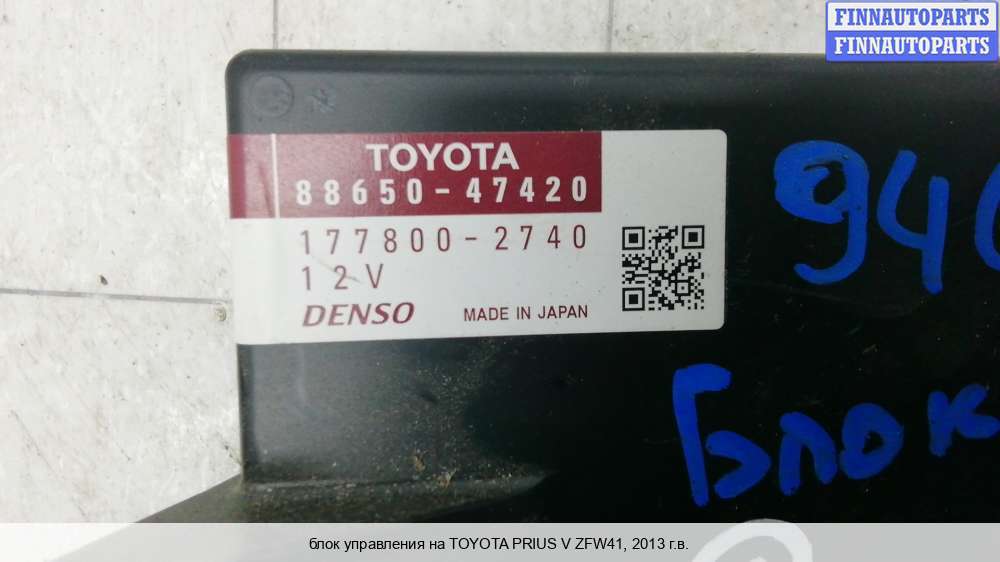 FINNAUTOPARTS
FINNAUTOPARTS
TOYOTA
88650-47420
177800-2740
12V
DENSO
MADE IN JAPAN
Блок
блок управления на TOYOTA PRIUS V ZFW41, 2013 г.в.